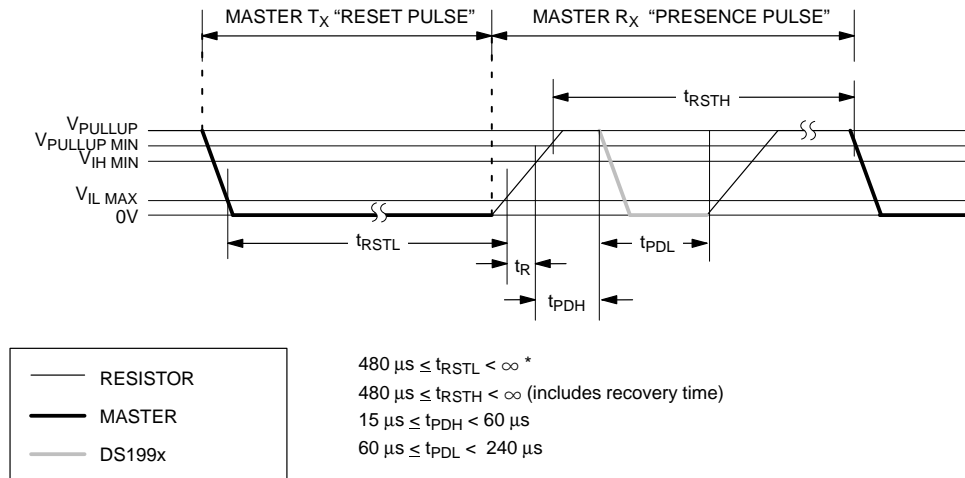 MASTER TX “RESET PULSE” MASTER RX “PRESENCE PULSE”
tRSTH
VPULLUP
VPULLUP MIN
VIH MIN
VIL MAX
0V
tRSTL
tPDL
tR
tPDH
RESISTOR
MASTER
DS199x
480 μs ≤ tRSTL < ∞ *
480 μs ≤ tRSTH < ∞ (includes recovery time)
15 μs ≤ tPDH < 60 μs
60 μs ≤ tPDL < 240 μs